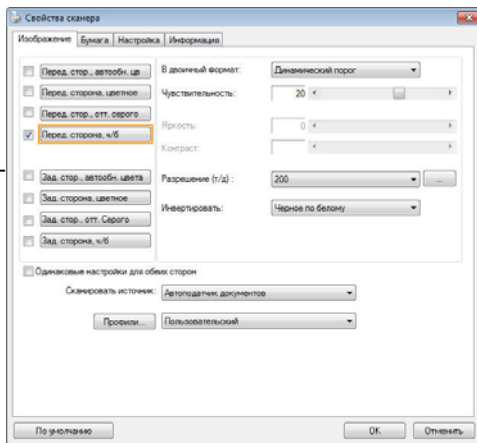 Свойства сканера
Изображение Бумага Настройка Информация
Перед. стор., автообн. цв
Перед. сторона, цветное
Перед. стор., отт. серого
Перед. сторона, ч/б
Зад. стор., автообн. цвета
Зад. сторона, цветное
Зад. стор., отт. Серого
Зад. сторона, ч/б
В двоичный формат: Динамический порог
Чувствительность: 20
Яркость: 0
Контраст:
Разрешение (т/д) : 200 ...
Инвертировать: Черное по белому
Одинаковые настройки для обеих сторон
Сканировать источник: Автоподатчик документов
Профили... Пользовательский
По умолчанию OK Отменить